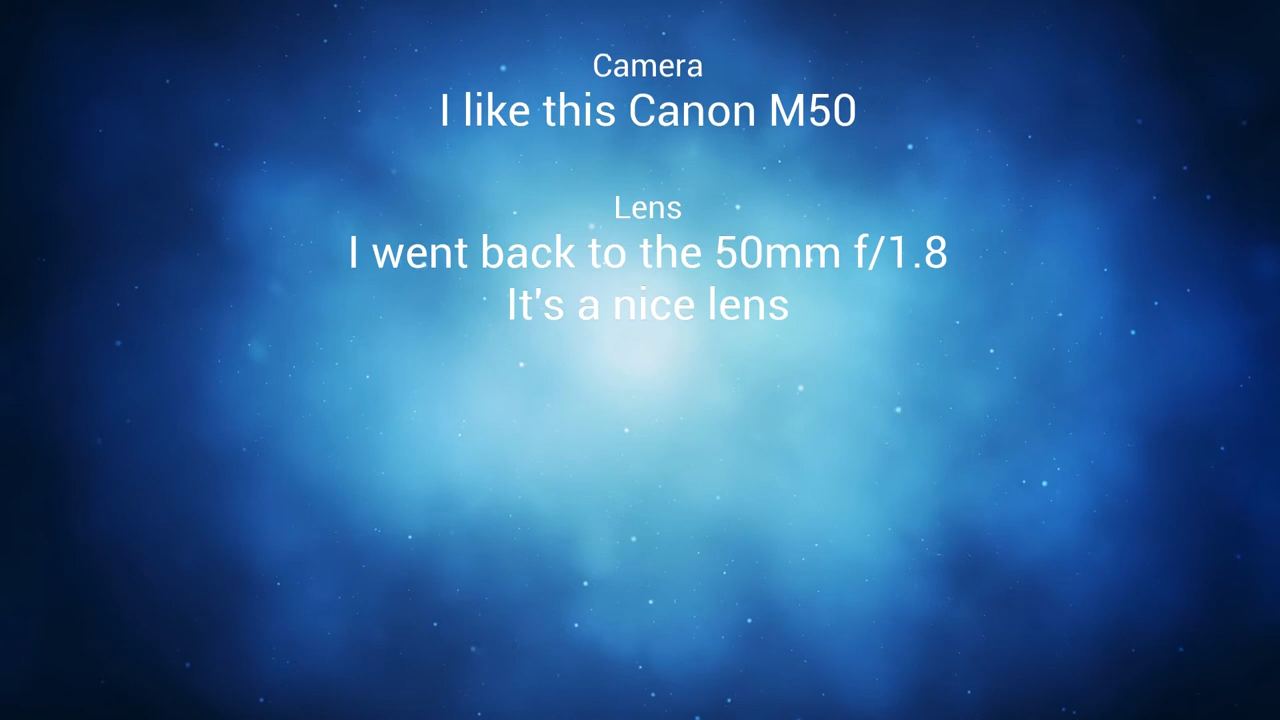 Camera
I like this Canon M50
Lens
I went back to the 50mm f/1.8
It's a nice lens